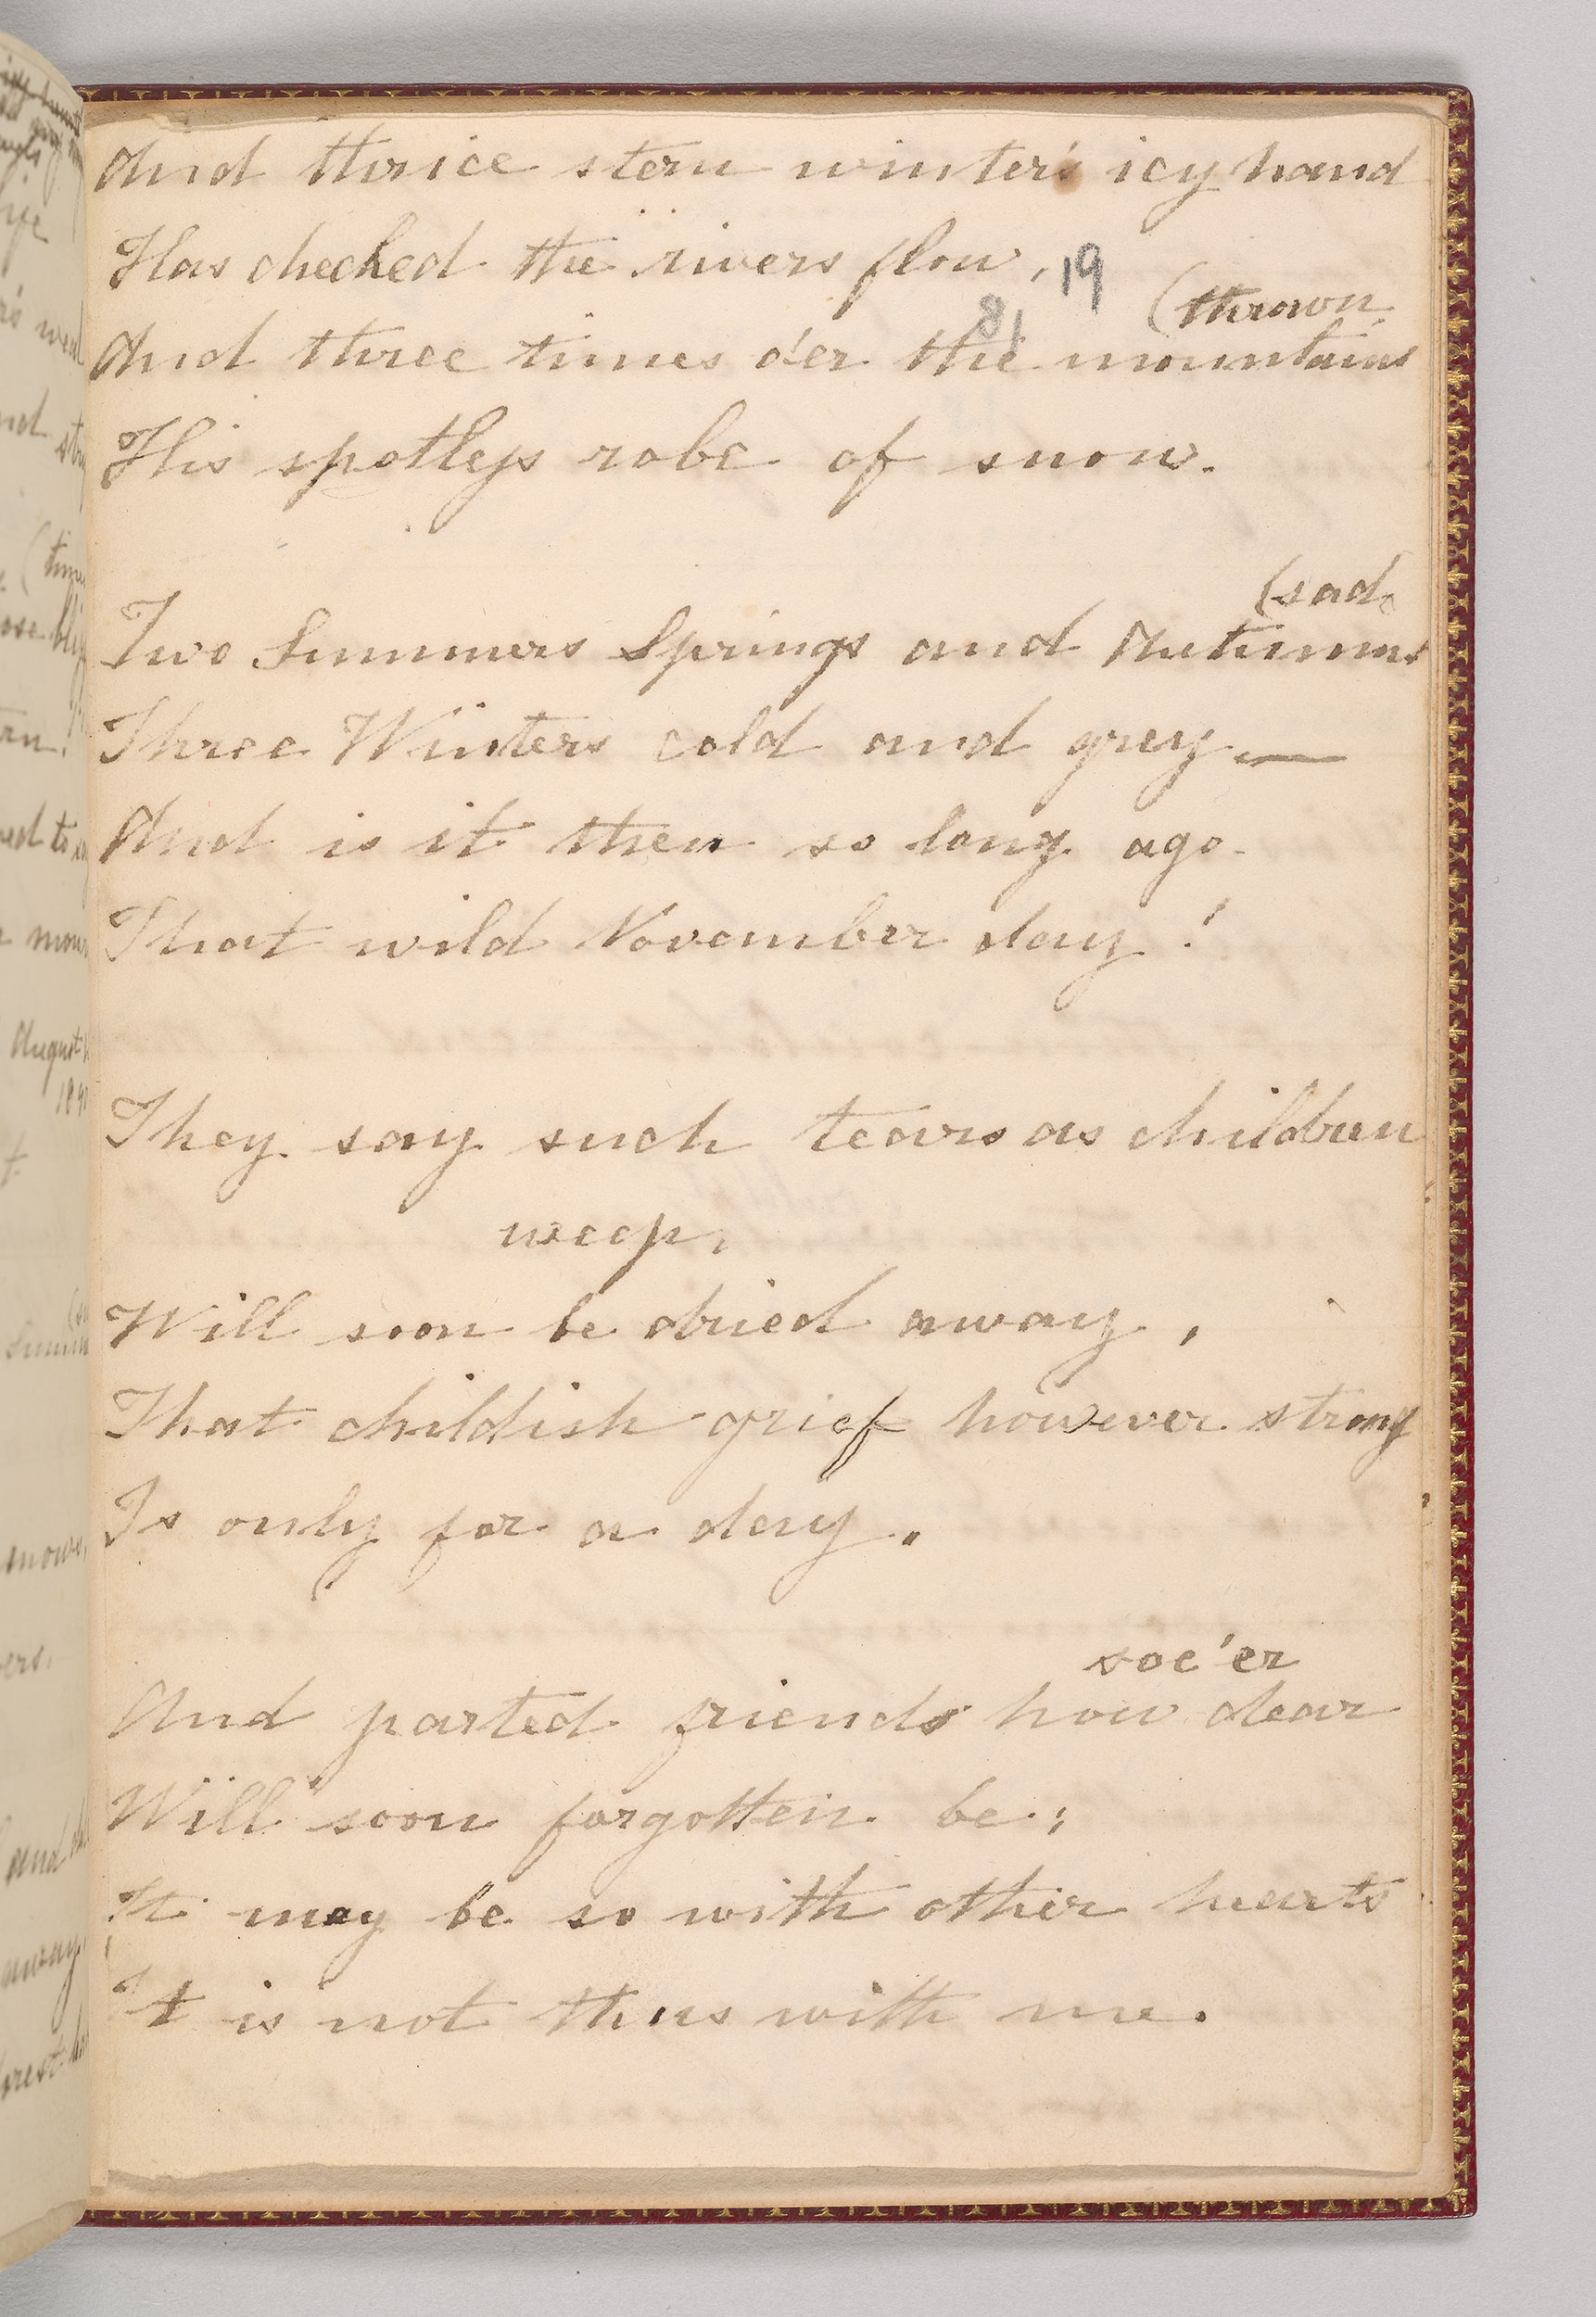 And thrice stern winter's icy hand
Has checked the rivers flow,
19
81
(thrown
And three times o'er the mountains
His spotless robe of snow.
(sad.
Two Summers Springs and Autumns
Three Winters cold and grey —
And is it then so long ago
That wild November day!
They say such tears as children
weep,
Will soon be dried away,
That childish grief however strong
Is only for a day.
soe'er
And parted friends how dear
Will soon forgotten be;
It may be so with other hearts
It is not thus with me.